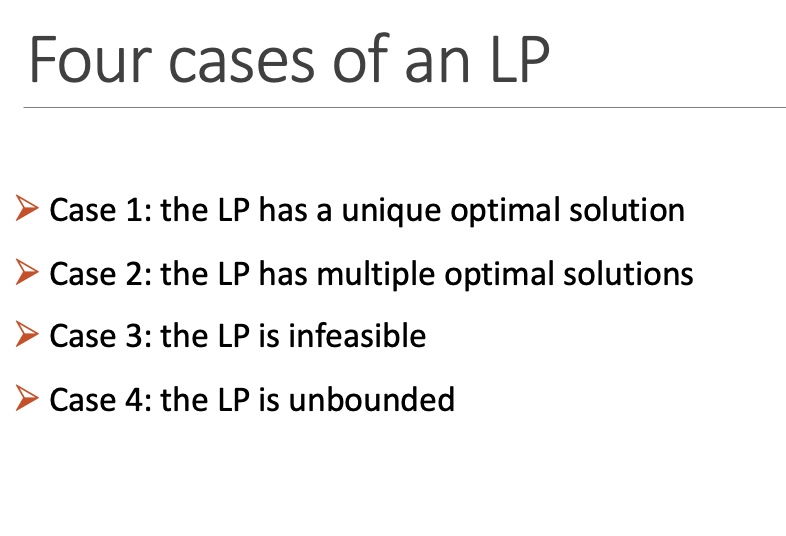 Four cases of an LP
➢ Case 1: the LP has a unique optimal solution
➢ Case 2: the LP has multiple optimal solutions
➢ Case 3: the LP is infeasible
➢ Case 4: the LP is unbounded